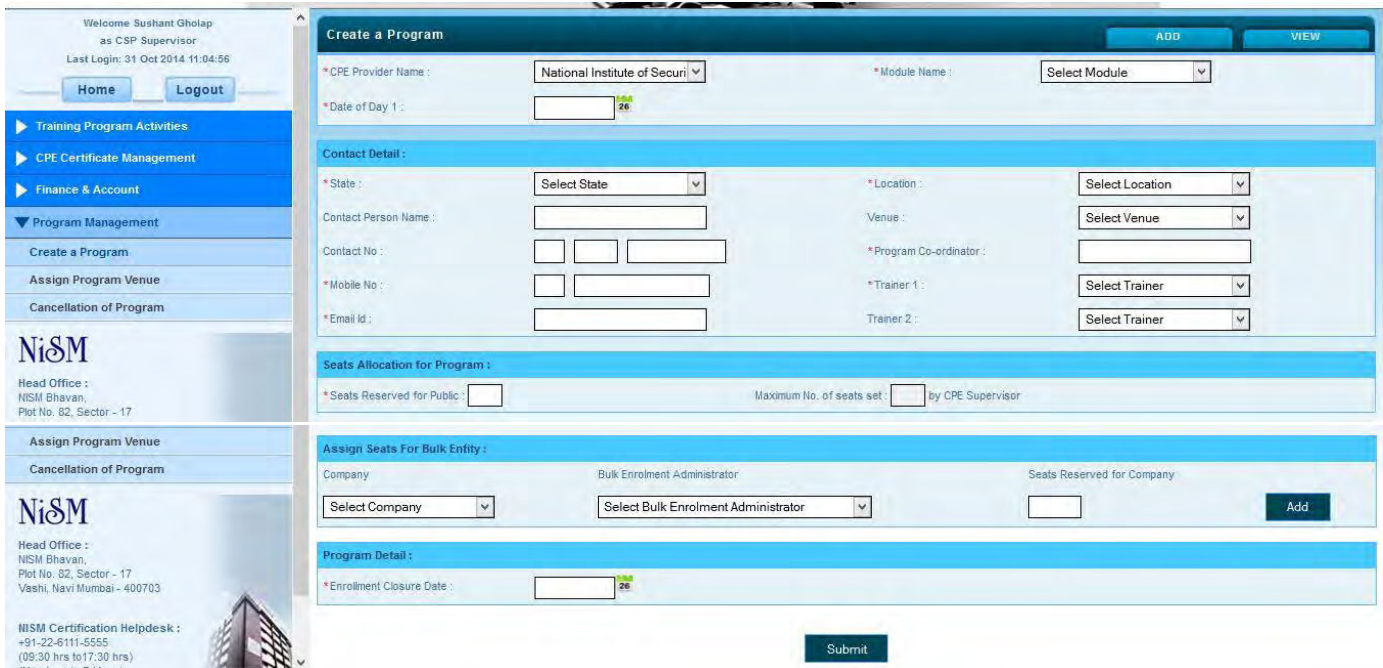 Welcome Sushant Gholap
as CSP Supervisor
Last Login: 31 Oct 2014 11:04:56
Home Logout
Training Program Activities
CPE Certificate Management
Finance & Account
Program Management
Create a Program
Assign Program Venue
Cancellation of Program
NiSM
Head Office :
NISM Bhavan,
Plot No. 82, Sector - 17
Create a Program ADD VIEW
*CPE Provider Name : National Institute of Securi *Module Name : Select Module
*Date of Day 1 : 26
Contact Detail :
*State : Select State *Location : Select Location
Contact Person Name : Venue : Select Venue
Contact No : *Program Co-ordinator :
*Mobile No : *Trainer 1 : Select Trainer
*Email Id : Trainer 2 : Select Trainer
Seats Allocation for Program :
*Seats Reserved for Public : Maximum No. of seats set : by CPE Supervisor
Assign Program Venue
Cancellation of Program
NiSM
Head Office :
NISM Bhavan,
Plot No. 82, Sector - 17
Vashi, Navi Mumbai - 400703
NISM Certification Helpdesk :
+91-22-6111-5555
(09:30 hrs to17:30 hrs)
Assign Seats For Bulk Entity :
Company Bulk Enrolment Administrator Seats Reserved for Company
Select Company Select Bulk Enrolment Administrator Add
Program Detail :
*Enrollment Closure Date : 26
Submit